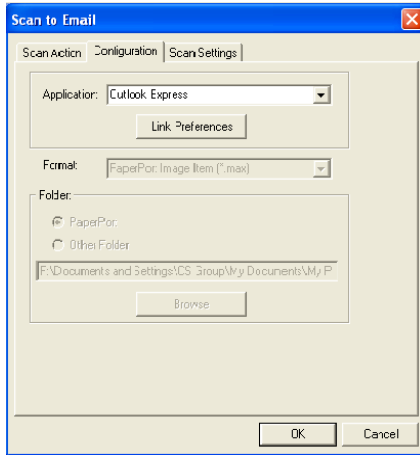 Scan to Email
Scan Action Configuration Scan Settings
Application: Outlook Express
Link Preferences
Format: PaperPort Image Item (*.max)
Folder:
PaperPort
Other Folder
F:\Documents and Settings\CS Group\My Documents\My P
Browse
OK Cancel